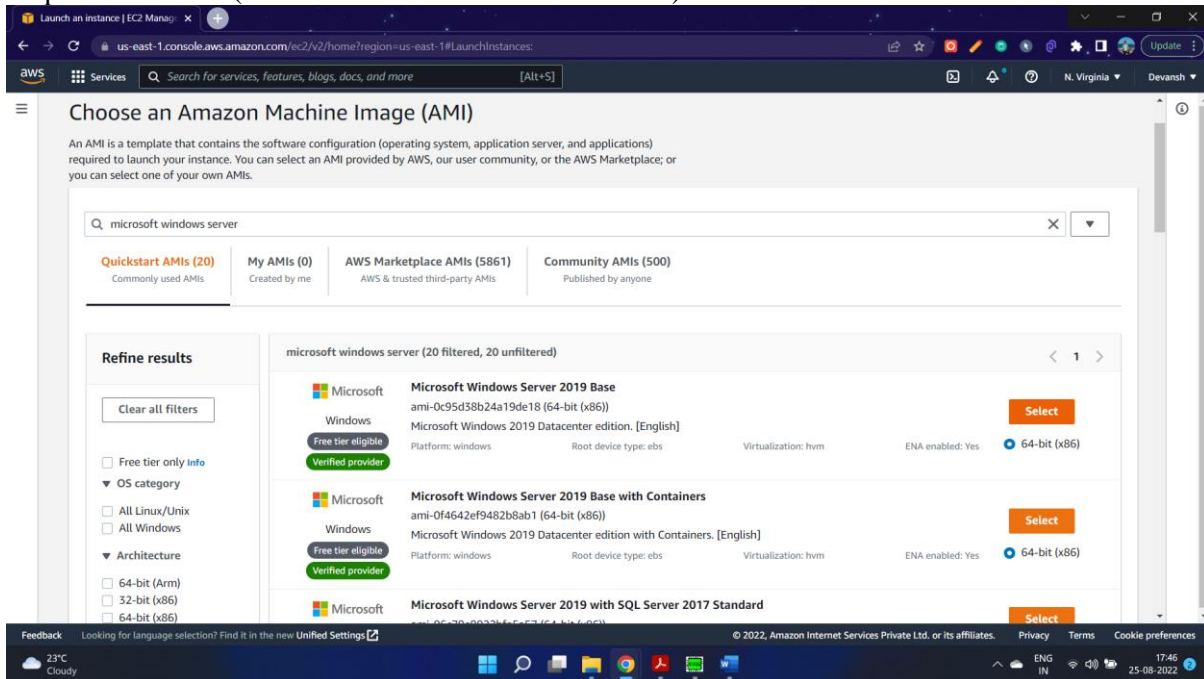 Launch an instance | EC2 Manag
us-east-1.console.aws.amazon.com/ec2/v2/home?region=us-east-1#LaunchInstances:
Update
aws
Services
Search for services, features, blogs, docs, and more
[Alt+S]
N. Virginia
Devansh
Choose an Amazon Machine Image (AMI)
An AMI is a template that contains the software configuration (operating system, application server, and applications)
required to launch your instance. You can select an AMI provided by AWS, our user community, or the AWS Marketplace; or
you can select one of your own AMIs.
microsoft windows server
Quickstart AMIs (20)
Commonly used AMIs
My AMIs (0)
Created by me
AWS Marketplace AMIs (5861)
AWS & trusted third-party AMIs
Community AMIs (500)
Published by anyone
Refine results
Clear all filters
Free tier only Info
OS category
All Linux/Unix
All Windows
Architecture
64-bit (Arm)
32-bit (x86)
64-bit (x86)
microsoft windows server (20 filtered, 20 unfiltered)
1
Microsoft
Windows
Free tier eligible
Verified provider
Microsoft Windows Server 2019 Base
ami-0c95d38b24a19de18 (64-bit (x86))
Microsoft Windows 2019 Datacenter edition. [English]
Platform: windows Root device type: ebs Virtualization: hvm ENA enabled: Yes
Select
64-bit (x86)
Microsoft
Windows
Free tier eligible
Verified provider
Microsoft Windows Server 2019 Base with Containers
ami-0f4642ef9482b8ab1 (64-bit (x86))
Microsoft Windows 2019 Datacenter edition with Containers. [English]
Platform: windows Root device type: ebs Virtualization: hvm ENA enabled: Yes
Select
64-bit (x86)
Microsoft
Microsoft Windows Server 2019 with SQL Server 2017 Standard
Select
Feedback
Looking for language selection? Find it in the new Unified Settings
© 2022, Amazon Internet Services Private Ltd. or its affiliates.
Privacy
Terms
Cookie preferences
23°C
Cloudy
ENG
IN
17:46
25-08-2022
2